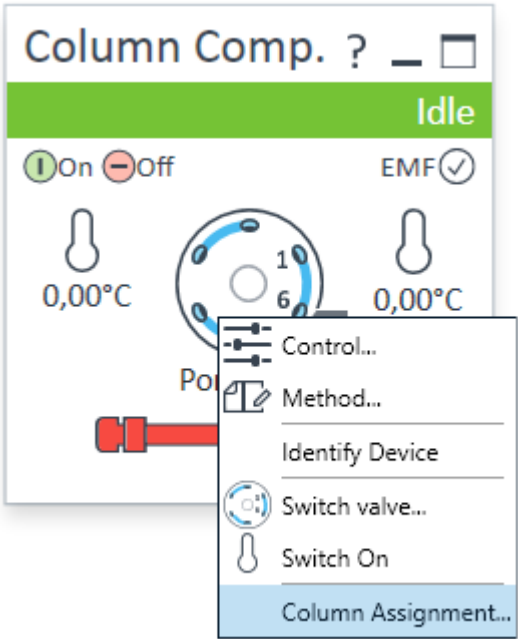 Column Comp. ?
Idle
On Off EMF
0,00°C 1 6 0,00°C
Control...
Method...
Identify Device
Switch valve...
Switch On
Column Assignment...